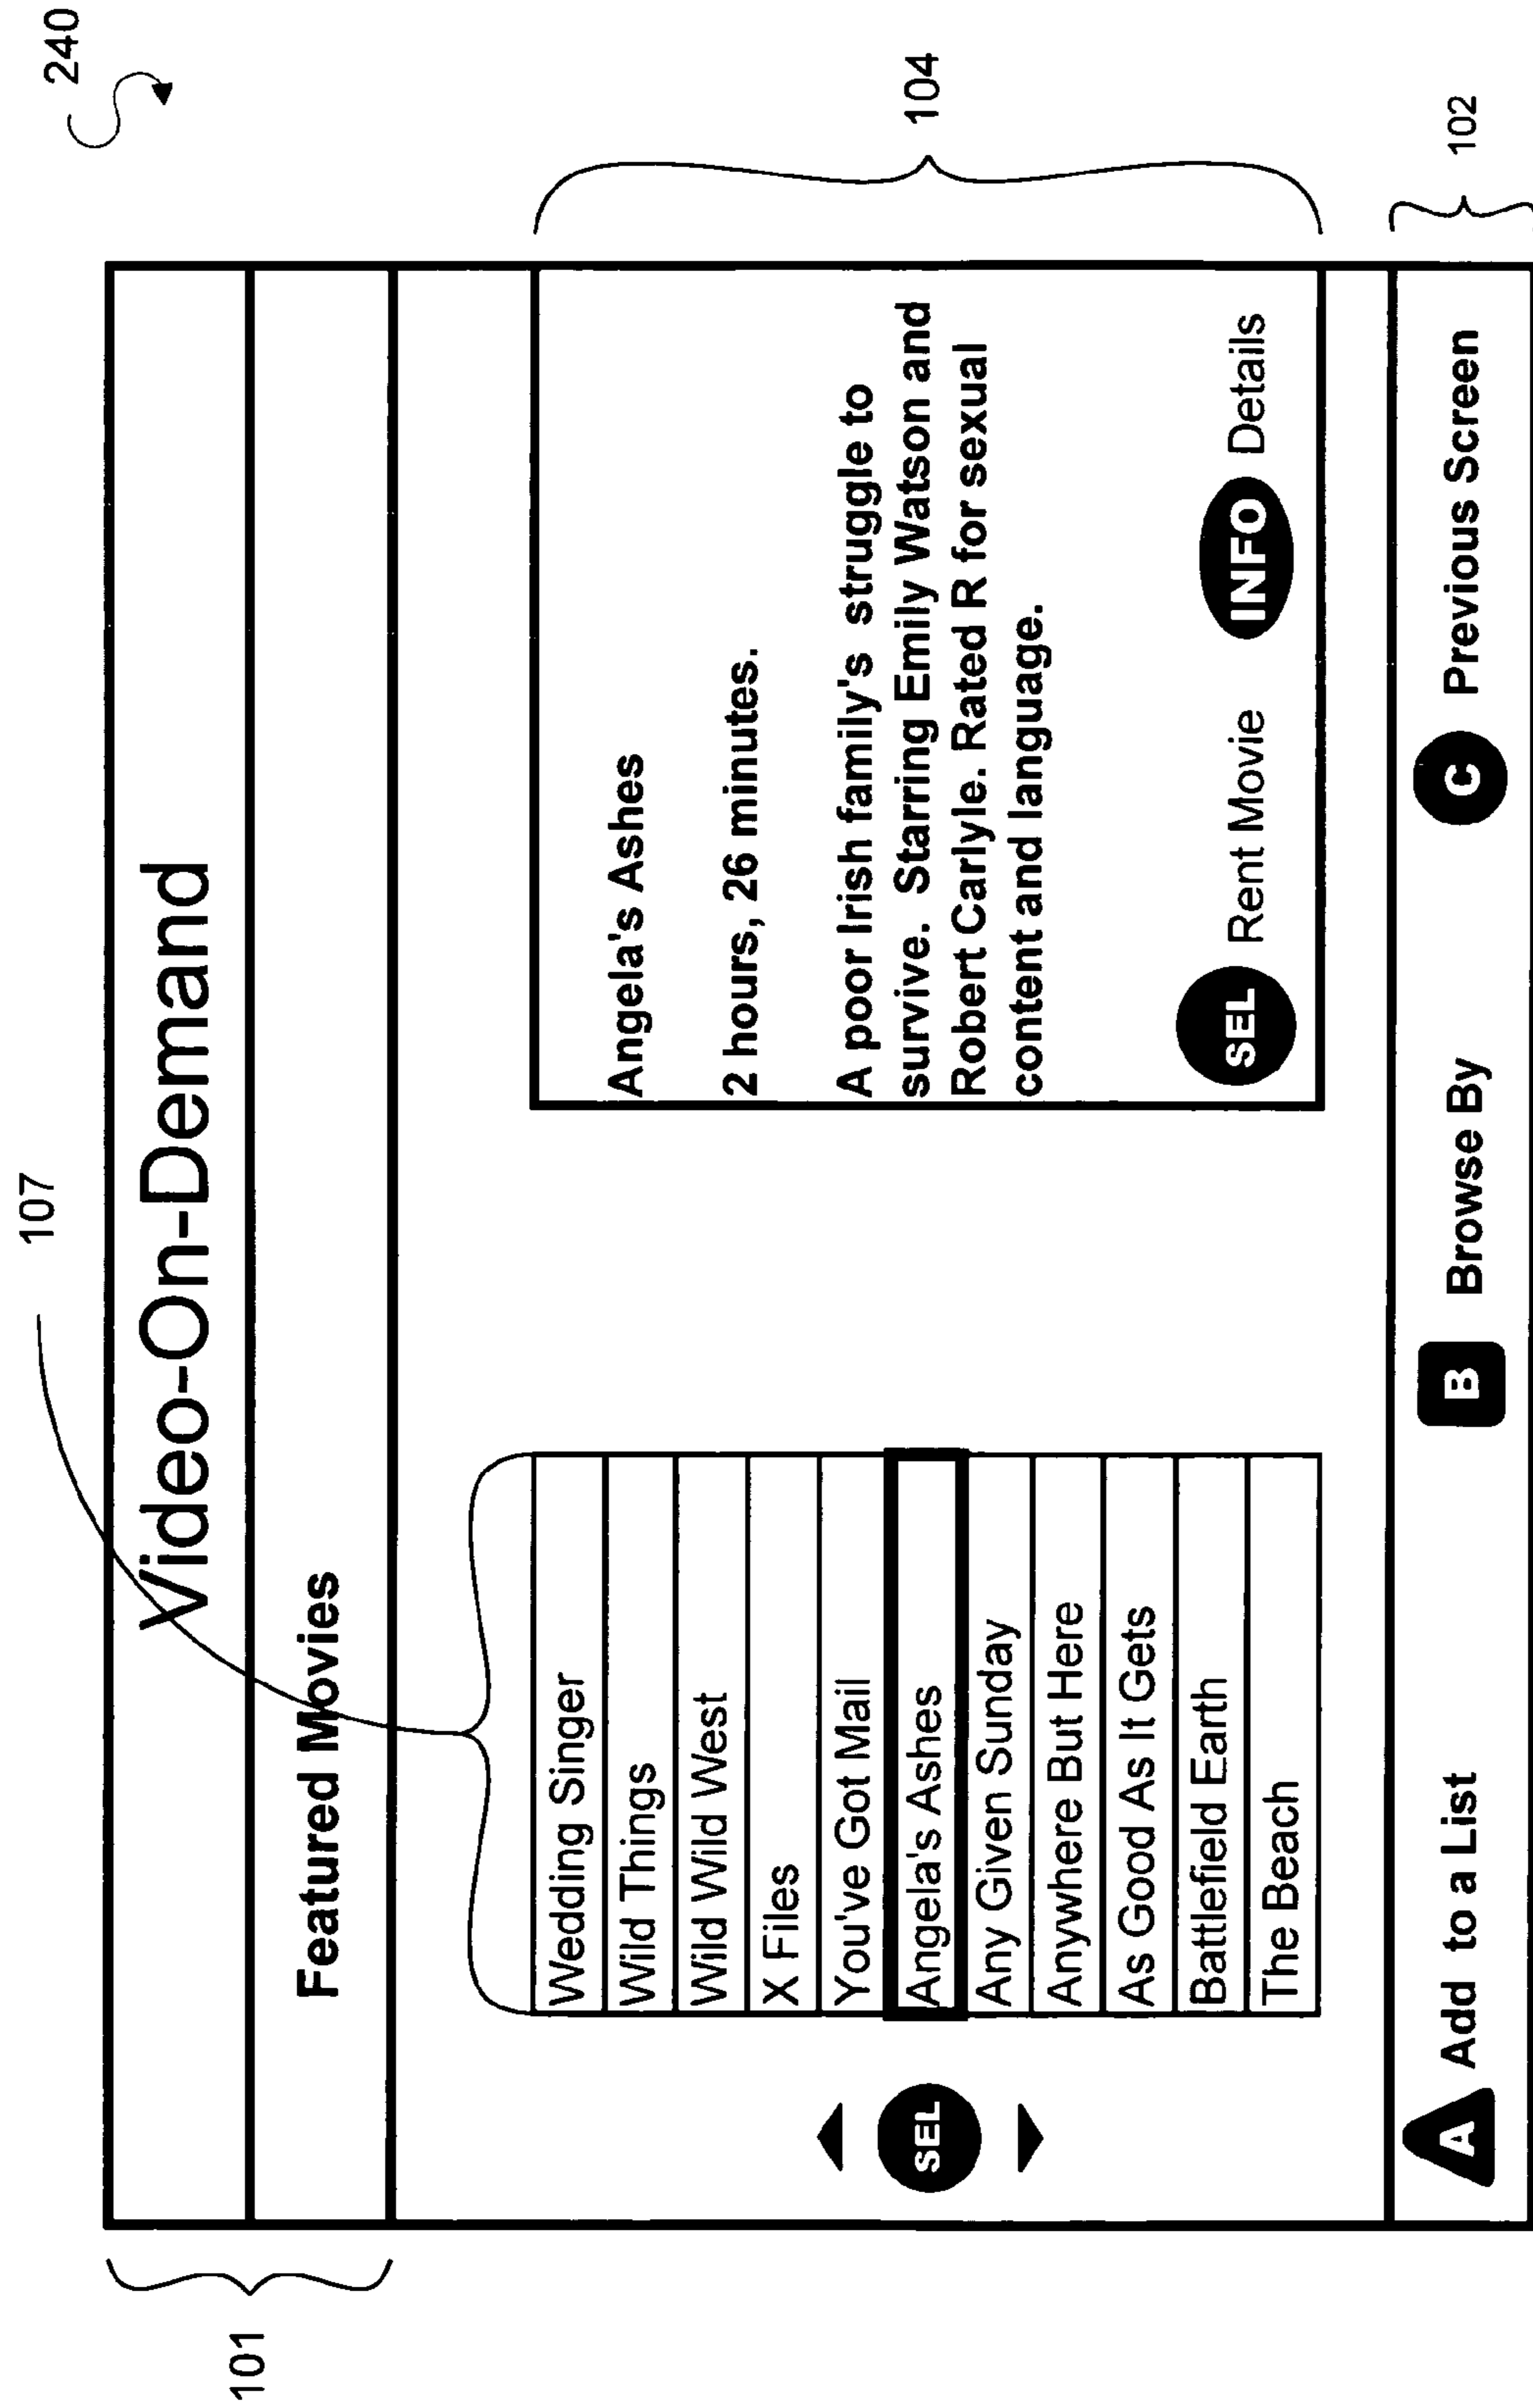 240
107
101
Video-On-Demand
Featured Movies
Wedding Singer
Wild Things
Wild Wild West
X Files
You've Got Mail
Angela's Ashes
Any Given Sunday
Anywhere But Here
As Good As It Gets
Battlefield Earth
The Beach
SEL
104
Angela's Ashes
2 hours, 26 minutes.
A poor Irish family's struggle to
survive. Starring Emily Watson and
Robert Carlyle. Rated R for sexual
content and language.
SEL Rent Movie INFO Details
A Add to a List B Browse By C Previous Screen
102